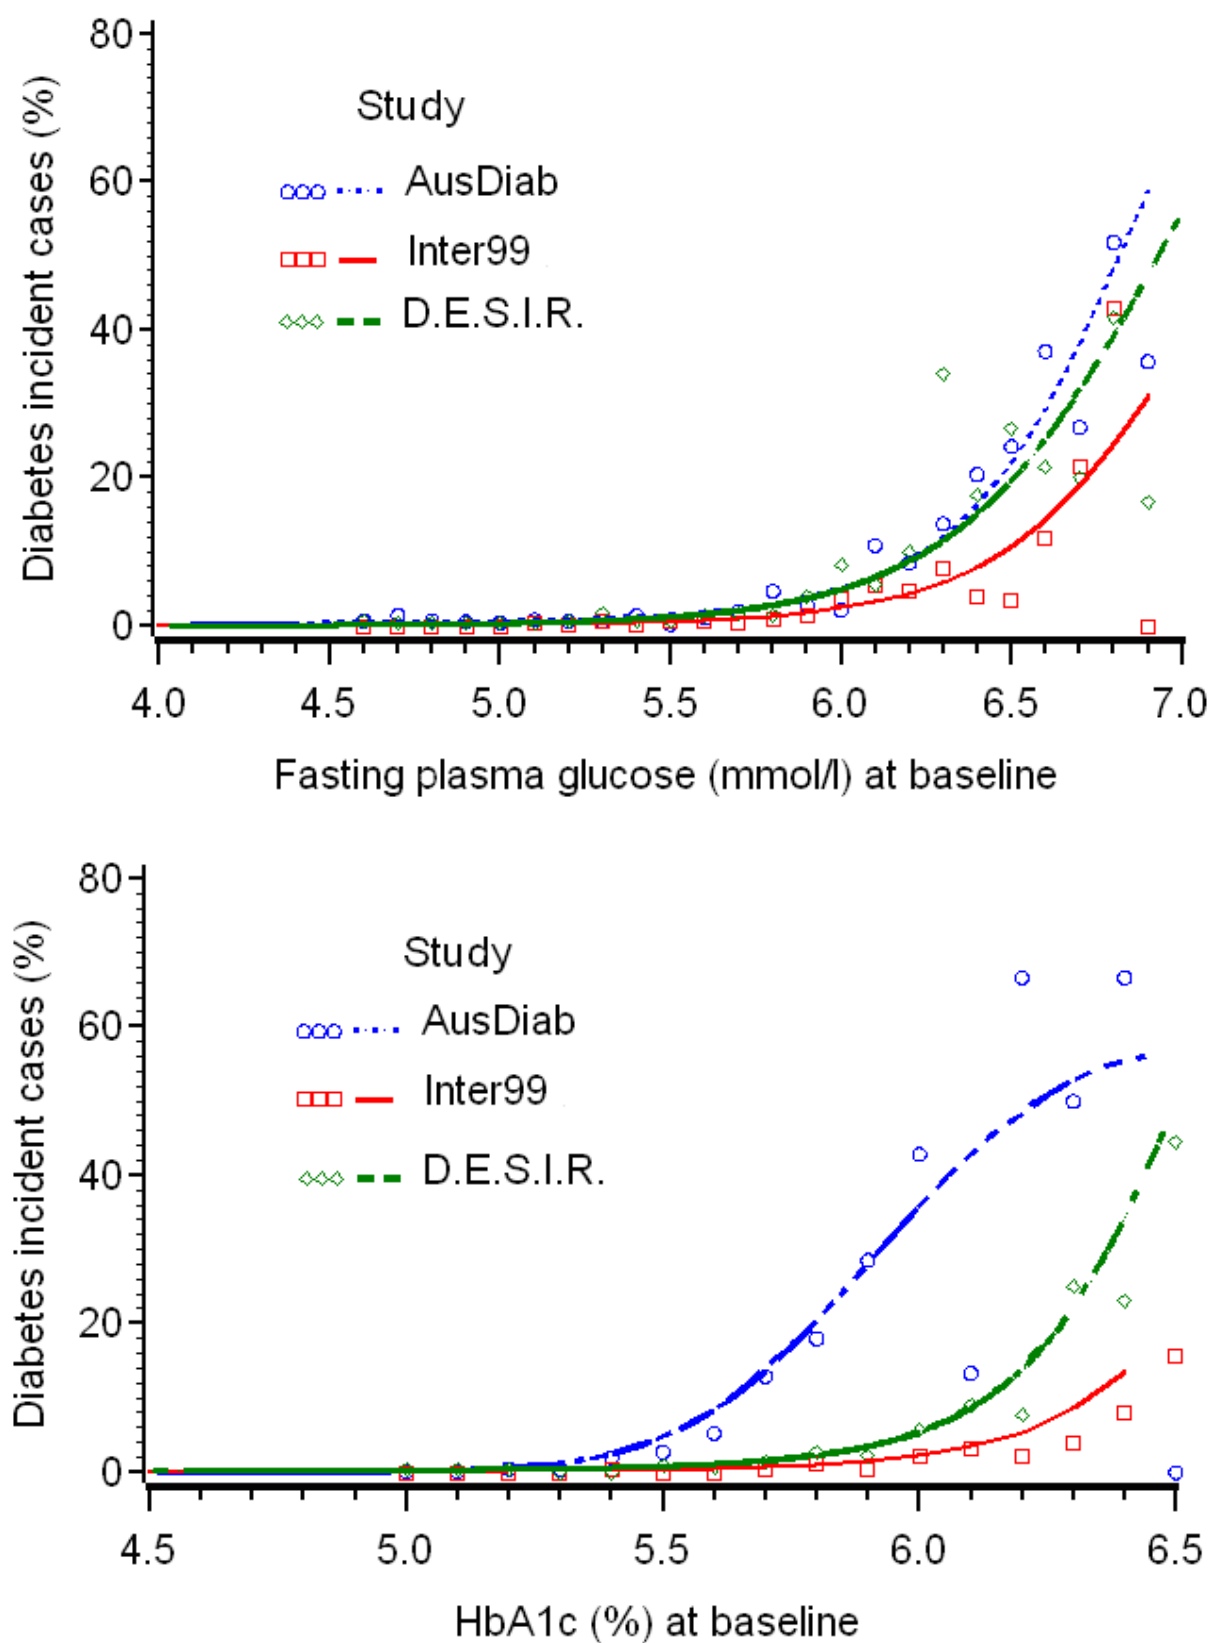 80
60
40
20
0
Diabetes incident cases (%)
Study
AusDiab
Inter99
D.E.S.I.R.
4.0 4.5 5.0 5.5 6.0 6.5 7.0
Fasting plasma glucose (mmol/l) at baseline
80
60
40
20
0
Diabetes incident cases (%)
Study
AusDiab
Inter99
D.E.S.I.R.
4.5 5.0 5.5 6.0 6.5
HbA1c (%) at baseline